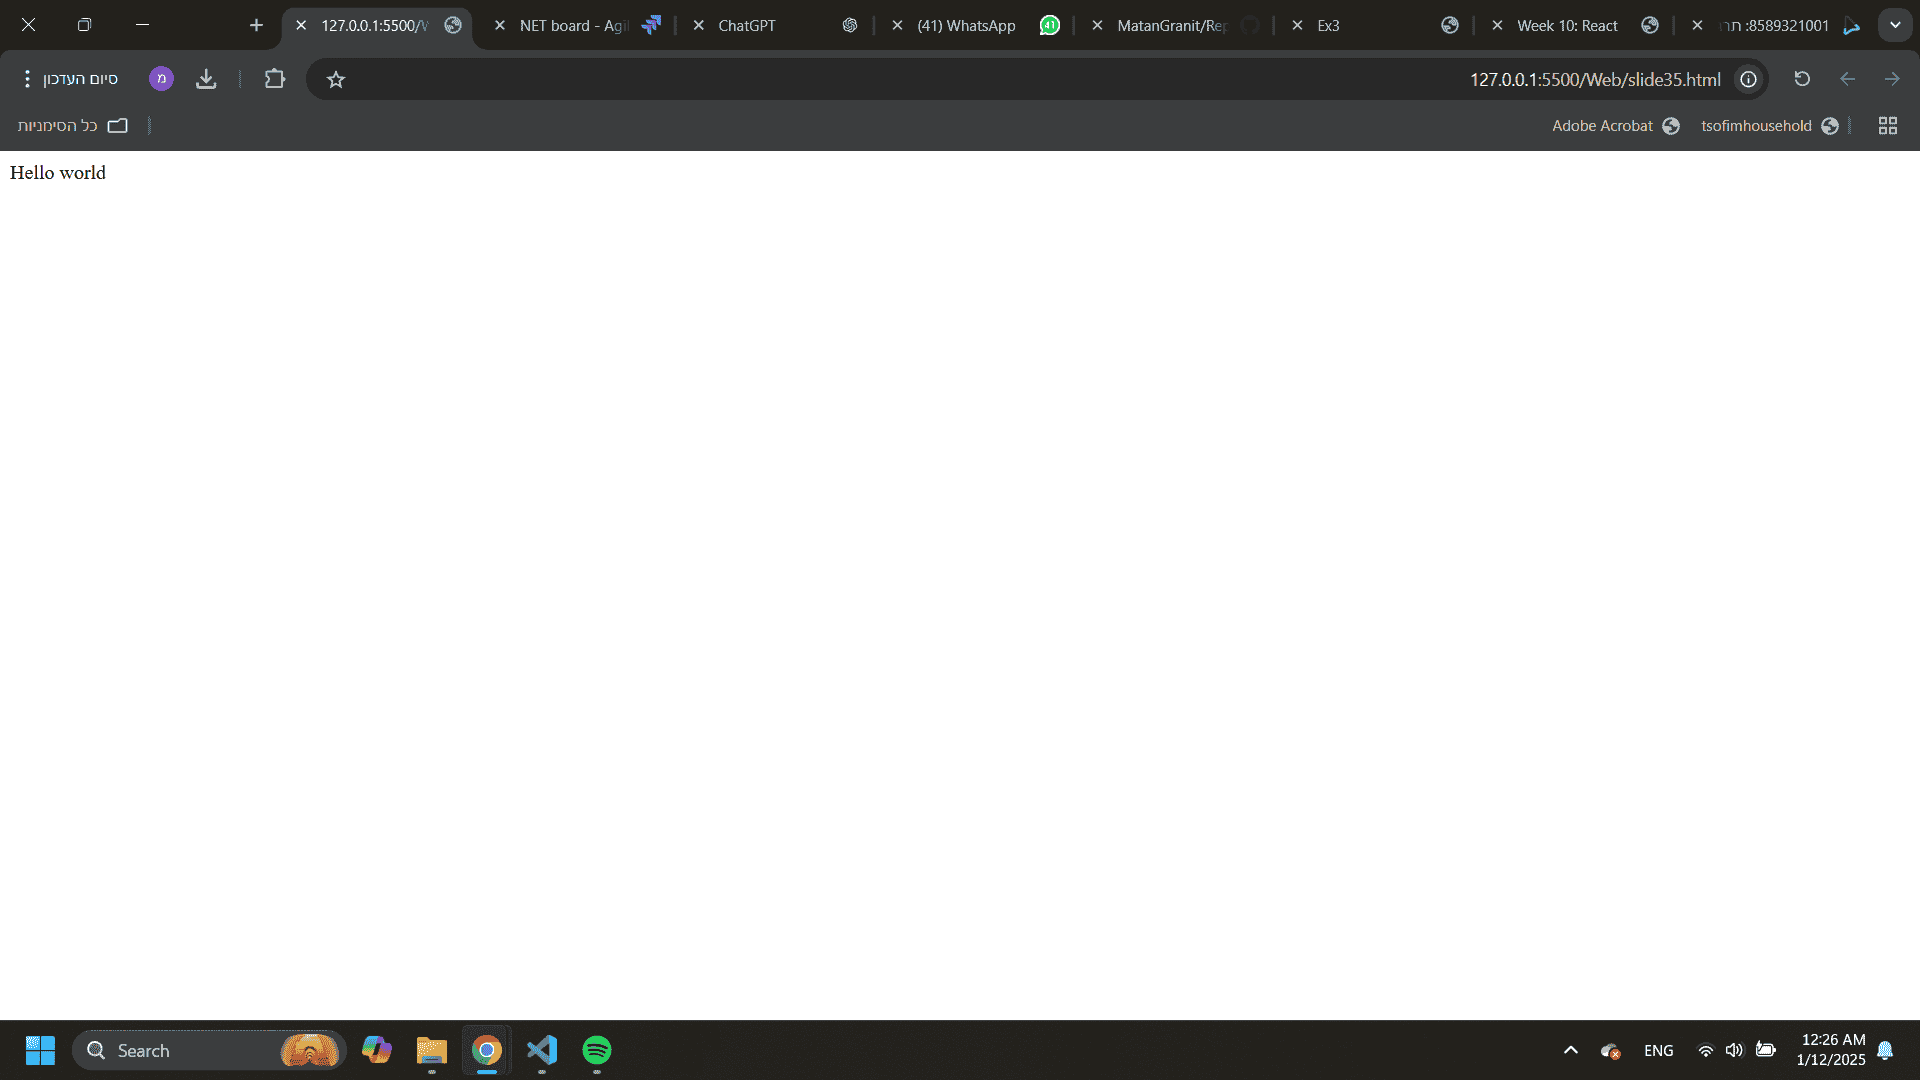 127.0.0.1:5500/
NET board - Agil
ChatGPT
(41) WhatsApp
41
MatanGranit/Rep
Ex3
Week 10: React
8589321001:
סיום העדכון
מ
127.0.0.1:5500/Web/slide35.html
כל הסימניות
Adobe Acrobat
tsofimhousehold
Hello world
Search
ENG
12:26 AM
1/12/2025